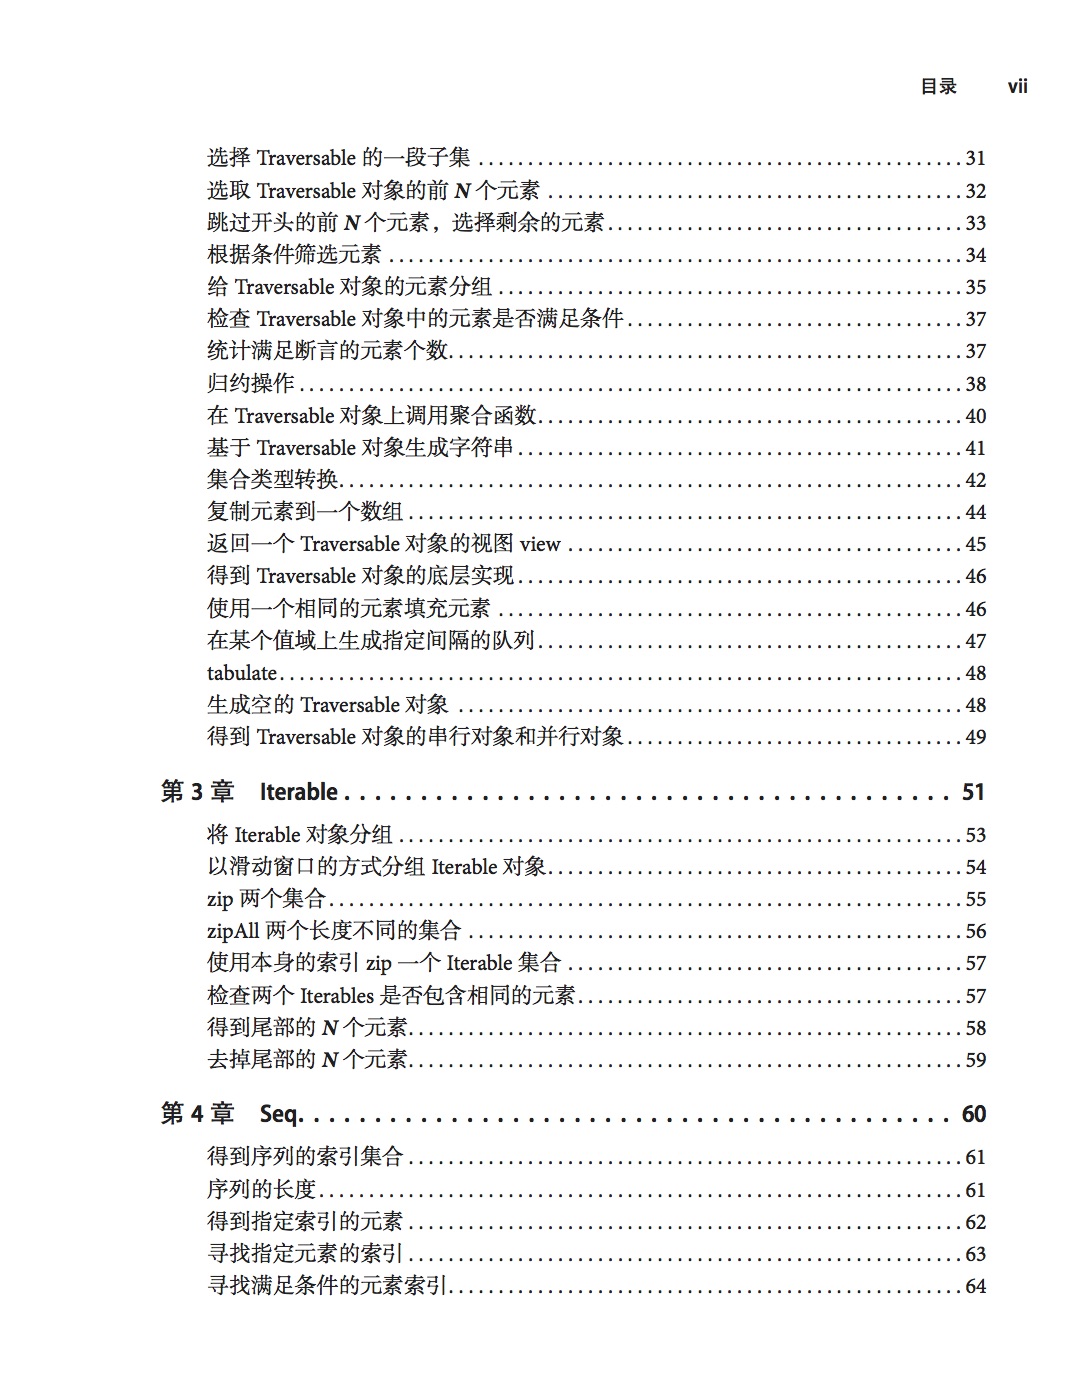 目录 vii
选择 Traversable 的一段子集 31
选取 Traversable 对象的前 N 个元素 32
跳过开头的前 N 个元素，选择剩余的元素 33
根据条件筛选元素 34
给 Traversable 对象的元素分组 35
检查 Traversable 对象中的元素是否满足条件 37
统计满足断言的元素个数 37
归约操作 38
在 Traversable 对象上调用聚合函数 40
基于 Traversable 对象生成字符串 41
集合类型转换 42
复制元素到一个数组 44
返回一个 Traversable 对象的视图 view 45
得到 Traversable 对象的底层实现 46
使用一个相同的元素填充元素 46
在某个值域上生成指定间隔的队列 47
tabulate 48
生成空的 Traversable 对象 48
得到 Traversable 对象的串行对象和并行对象 49
第 3 章 Iterable 51
将 Iterable 对象分组 53
以滑动窗口的方式分组 Iterable 对象 54
zip 两个集合 55
zipAll 两个长度不同的集合 56
使用本身的索引 zip 一个 Iterable 集合 57
检查两个 Iterables 是否包含相同的元素 57
得到尾部的 N 个元素 58
去掉尾部的 N 个元素 59
第 4 章 Seq 60
得到序列的索引集合 61
序列的长度 61
得到指定索引的元素 62
寻找指定元素的索引 63
寻找满足条件的元素索引 64